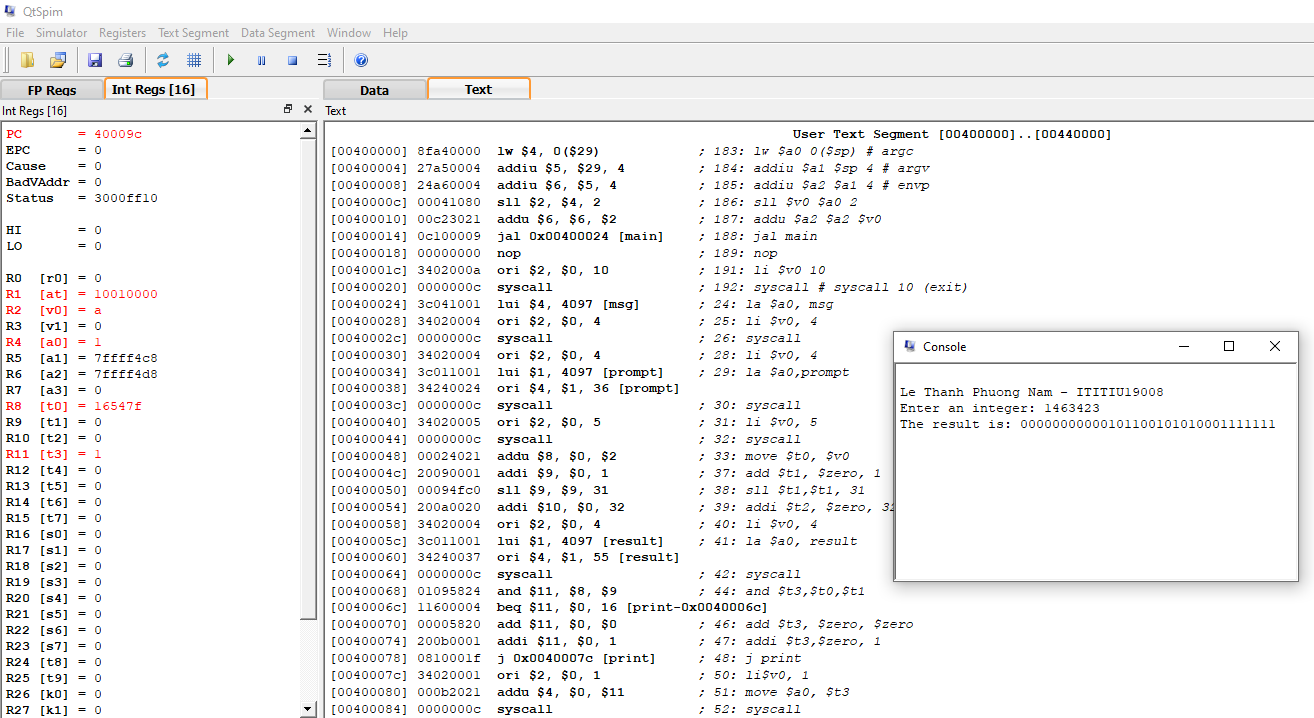 QtSpim
File Simulator Registers Text Segment Data Segment Window Help
FP Regs Int Regs [16] Data Text
Int Regs [16]
PC = 40009c
EPC = 0
Cause = 0
BadVAddr = 0
Status = 3000ff10
HI = 0
LO = 0
R0 [r0] = 0
R1 [at] = 10010000
R2 [v0] = a
R3 [v1] = 0
R4 [a0] = 1
R5 [a1] = 7ffff4c8
R6 [a2] = 7ffff4d8
R7 [a3] = 0
R8 [t0] = 16547f
R9 [t1] = 0
R10 [t2] = 0
R11 [t3] = 1
R12 [t4] = 0
R13 [t5] = 0
R14 [t6] = 0
R15 [t7] = 0
R16 [s0] = 0
R17 [s1] = 0
R18 [s2] = 0
R19 [s3] = 0
R20 [s4] = 0
R21 [s5] = 0
R22 [s6] = 0
R23 [s7] = 0
R24 [t8] = 0
R25 [t9] = 0
R26 [k0] = 0
R27 [k1] = 0
Text
User Text Segment [00400000]..[00440000]
[00400000] 8fa40000 lw $4, 0($29) ; 183: lw $a0 0($sp) # argc
[00400004] 27a50004 addiu $5, $29, 4 ; 184: addiu $a1 $sp 4 # argv
[00400008] 24a60004 addiu $6, $5, 4 ; 185: addiu $a2 $a1 4 # envp
[0040000c] 00041080 sll $2, $4, 2 ; 186: sll $v0 $a0 2
[00400010] 00c23021 addu $6, $6, $2 ; 187: addu $a2 $a2 $v0
[00400014] 0c100009 jal 0x00400024 [main] ; 188: jal main
[00400018] 00000000 nop ; 189: nop
[0040001c] 3402000a ori $2, $0, 10 ; 191: li $v0 10
[00400020] 0000000c syscall ; 192: syscall # syscall 10 (exit)
[00400024] 3c041001 lui $4, 4097 [msg] ; 24: la $a0, msg
[00400028] 34020004 ori $2, $0, 4 ; 25: li $v0, 4
[0040002c] 0000000c syscall ; 26: syscall
[00400030] 34020004 ori $2, $0, 4 ; 28: li $v0, 4
[00400034] 3c011001 lui $1, 4097 [prompt] ; 29: la $a0,prompt
[00400038] 34240024 ori $4, $1, 36 [prompt]
[0040003c] 0000000c syscall ; 30: syscall
[00400040] 34020005 ori $2, $0, 5 ; 31: li $v0, 5
[00400044] 0000000c syscall ; 32: syscall
[00400048] 00024021 addu $8, $0, $2 ; 33: move $t0, $v0
[0040004c] 20090001 addi $9, $0, 1 ; 37: add $t1, $zero, 1
[00400050] 00094fc0 sll $9, $9, 31 ; 38: sll $t1,$t1, 31
[00400054] 200a0020 addi $10, $0, 32 ; 39: addi $t2, $zero, 32
[00400058] 34020004 ori $2, $0, 4 ; 40: li $v0, 4
[0040005c] 3c011001 lui $1, 4097 [result] ; 41: la $a0, result
[00400060] 34240037 ori $4, $1, 55 [result]
[00400064] 0000000c syscall ; 42: syscall
[00400068] 01095824 and $11, $8, $9 ; 44: and $t3,$t0,$t1
[0040006c] 11600004 beq $11, $0, 16 [print-0x0040006c]
[00400070] 00005820 add $11, $0, $0 ; 46: add $t3, $zero, $zero
[00400074] 200b0001 addi $11, $0, 1 ; 47: addi $t3,$zero, 1
[00400078] 0810001f j 0x0040007c [print] ; 48: j print
[0040007c] 34020001 ori $2, $0, 1 ; 50: li$v0, 1
[00400080] 000b2021 addu $4, $0, $11 ; 51: move $a0, $t3
[00400084] 0000000c syscall ; 52: syscall
Console
Le Thanh Phuong Nam - ITITIU19008
Enter an integer: 1463423
The result is: 00000000000101100101010001111111